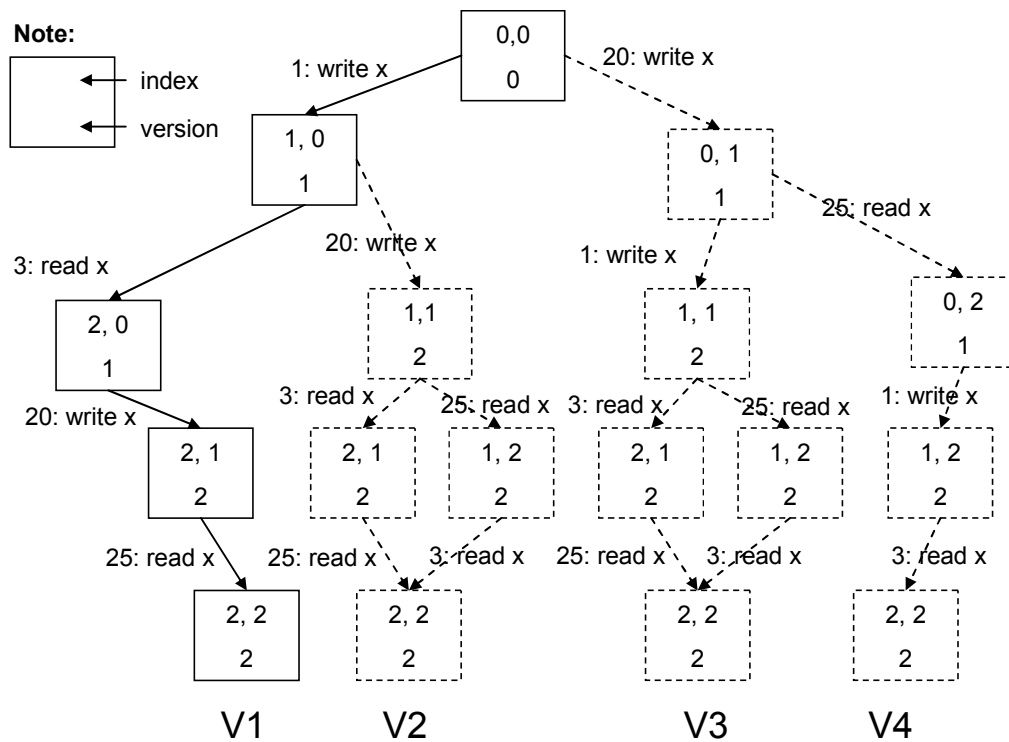 Note:
index
version
0,0
0
1: write x
20: write x
1, 0
1
0, 1
1
3: read x
20: write x
1: write x
25: read x
2, 0
1
1,1
2
1, 1
2
0, 2
1
20: write x
3: read x
25: read x
3: read x
25: read x
1: write x
2, 1
2
2, 1
2
1, 2
2
2, 1
2
1, 2
2
1, 2
2
25: read x
25: read x
3: read x
25: read x
3: read x
3: read x
2, 2
2
2, 2
2
2, 2
2
2, 2
2
V1
V2
V3
V4